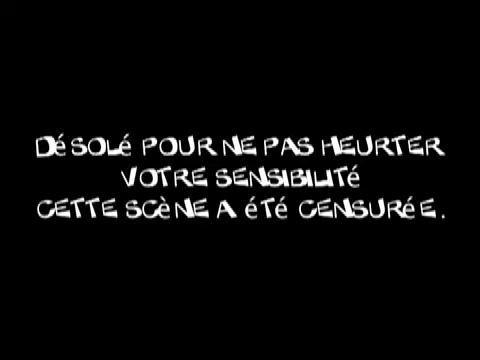 DÉSOLÉ POUR NE PAS HEURTER
VOTRE SENSIBILITÉ
CETTE SCÈNE A ÉTÉ CENSURÉE.